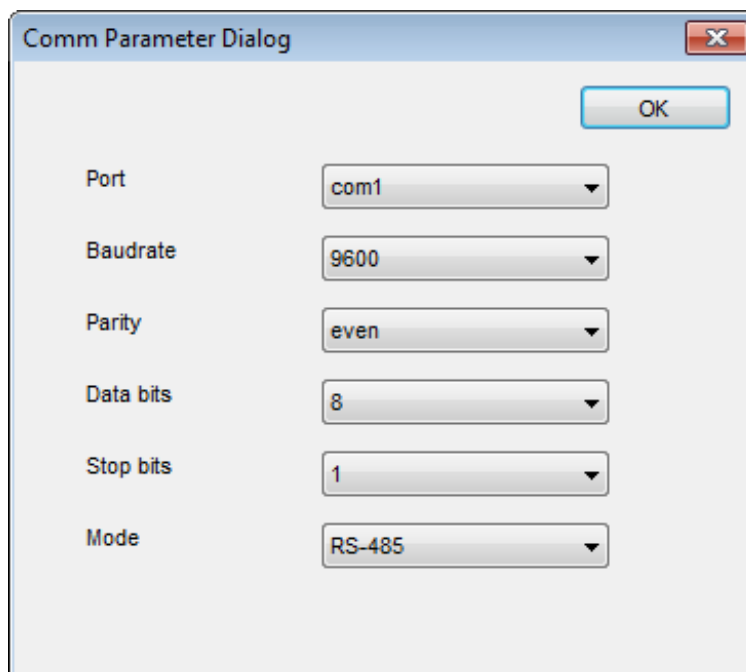 Comm Parameter Dialog
OK
Port com1
Baudrate 9600
Parity even
Data bits 8
Stop bits 1
Mode RS-485